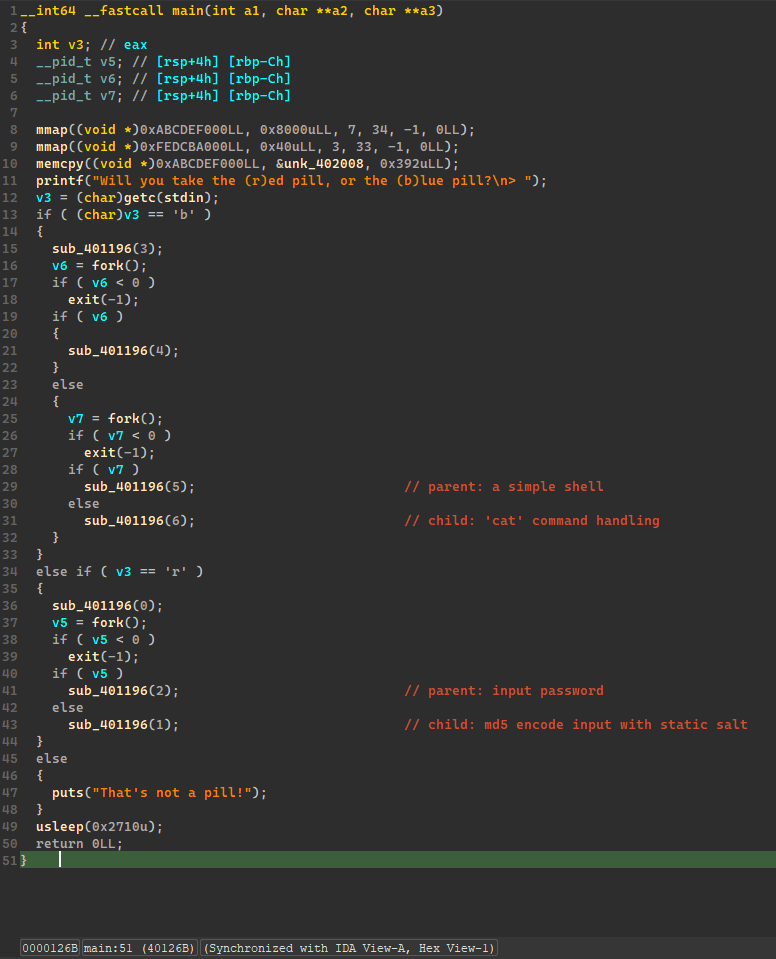 1 __int64 __fastcall main(int a1, char **a2, char **a3)
2 {
3   int v3; // eax
4   __pid_t v5; // [rsp+4h] [rbp-Ch]
5   __pid_t v6; // [rsp+4h] [rbp-Ch]
6   __pid_t v7; // [rsp+4h] [rbp-Ch]
7
8   mmap((void *)0xABCDEF000LL, 0x8000uLL, 7, 34, -1, 0LL);
9   mmap((void *)0xFEDCBA000LL, 0x40uLL, 3, 33, -1, 0LL);
10   memcpy((void *)0xABCDEF000LL, &unk_402008, 0x392uLL);
11   printf("Will you take the (r)ed pill, or the (b)lue pill?\n> ");
12   v3 = (char)getc(stdin);
13   if ( (char)v3 == 'b' )
14   {
15     sub_401196(3);
16     v6 = fork();
17     if ( v6 < 0 )
18       exit(-1);
19     if ( v6 )
20     {
21       sub_401196(4);
22     }
23     else
24     {
25       v7 = fork();
26       if ( v7 < 0 )
27         exit(-1);
28       if ( v7 )
29         sub_401196(5);                          // parent: a simple shell
30       else
31         sub_401196(6);                          // child: 'cat' command handling
32     }
33   }
34   else if ( v3 == 'r' )
35   {
36     sub_401196(0);
37     v5 = fork();
38     if ( v5 < 0 )
39       exit(-1);
40     if ( v5 )
41       sub_401196(2);                            // parent: input password
42     else
43       sub_401196(1);                            // child: md5 encode input with static salt
44   }
45   else
46   {
47     puts("That's not a pill!");
48   }
49   usleep(0x2710u);
50   return 0LL;
51 }
0000126B main:51 (40126B) (Synchronized with IDA View-A, Hex View-1)